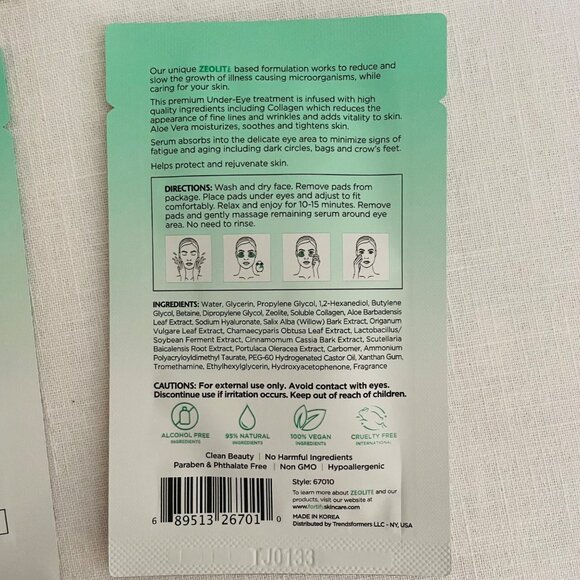 Our unique ZEOLITE based formulation works to reduce and
slow the growth of illness causing microorganisms, while
caring for your skin.
This premium Under-Eye treatment is infused with high
quality ingredients including Collagen which reduces the
appearance of fine lines and wrinkles and adds vitality to skin.
Aloe Vera moisturizes, soothes and tightens skin.
Serum absorbs into the delicate eye area to minimize signs of
fatigue and aging including dark circles, bags and crow's feet.
Helps protect and rejuvenate skin.
DIRECTIONS: Wash and dry face. Remove pads from
package. Place pads under eyes and adjust to fit
comfortably. Relax and enjoy for 10-15 minutes. Remove
pads and gently massage remaining serum around eye
area. No need to rinse.
INGREDIENTS: Water, Glycerin, Propylene Glycol, 1,2-Hexanediol, Butylene
Glycol, Betaine, Dipropylene Glycol, Zeolite, Soluble Collagen, Aloe Barbadensis
Leaf Extract, Sodium Hyaluronate, Salix Alba (Willow) Bark Extract, Origanum
Vulgare Leaf Extract, Chamaecyparis Obtusa Leaf Extract, Lactobacillus/
Soybean Ferment Extract, Cinnamomum Cassia Bark Extract, Scutellaria
Baicalensis Root Extract, Portulaca Oleracea Extract, Carbomer, Ammonium
Polyacryloyldimethyl Taurate, PEG-60 Hydrogenated Castor Oil, Xanthan Gum,
Tromethamine, Ethylhexylglycerin, Hydroxyacetophenone, Fragrance
CAUTIONS: For external use only. Avoid contact with eyes.
Discontinue use if irritation occurs. Keep out of reach of children.
ALCOHOL FREE
INGREDIENTS
95% NATURAL
INGREDIENTS
100% VEGAN
INGREDIENTS
CRUELTY FREE
INTERNATIONAL
Clean Beauty | No Harmful Ingredients
Paraben & Phthalate Free | Non GMO | Hypoallergenic
Style: 67010
To learn more about ZEOLITE and our
products, visit our website at
www.fortifiskincare.com
MADE IN KOREA
Distributed by Trendsformers LLC - NY, USA
6 89513 26701 0
TJ0133